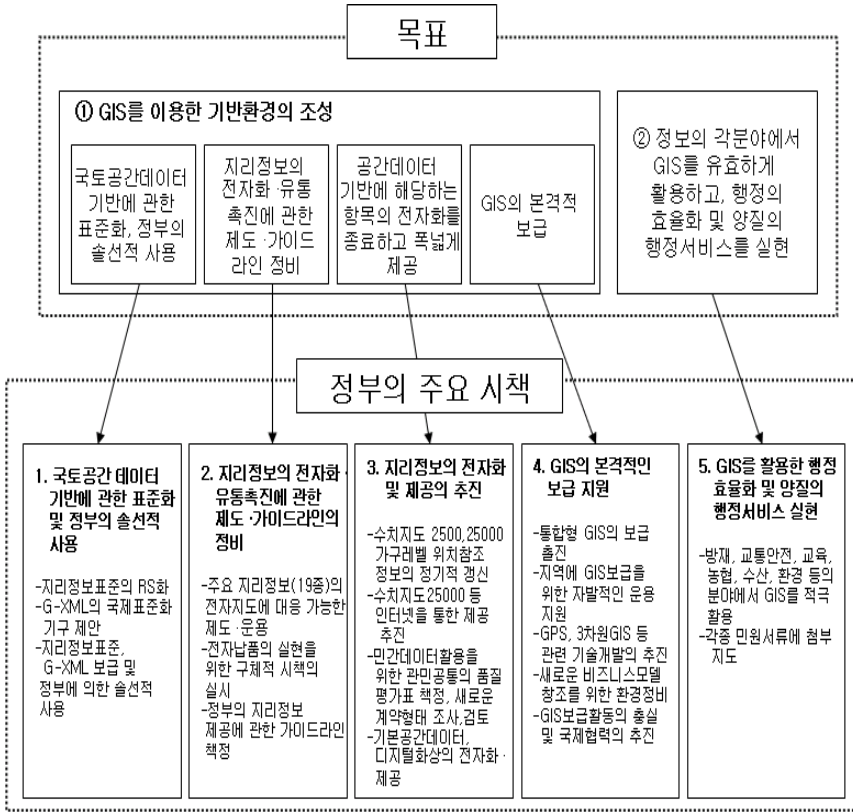 목표
① GIS를 이용한 기반환경의 조성
국토공간데이터
기반에 관한
표준화, 정부의
솔선적 사용
지리정보의
전자화·유통
촉진에 관한
제도·가이드
라인 정비
공간데이터
기반에 해당하는
항목의 전자화를
종료하고 폭넓게
제공
GIS의 본격적
보급
② 정보의 각분야에서
GIS를 유효하게
활용하고, 행정의
효율화 및 양질의
행정서비스를 실현
정부의 주요 시책
1. 국토공간 데이터
기반에 관한 표준화
및 정부의 솔선적
사용
-지리정보표준의 RS화
-G-XML의 국제표준화
기구 제안
-지리정보표준,
G-XML 보급 및
정부에 의한 솔선적
사용
2. 지리정보의 전자화·
유통촉진에 관한
제도·가이드라인의
정비
-주요 지리정보(19종)의
전자지도에 대응 가능한
제도·운용
-전자납품의 실현을
위한 구체적 시책의
실시
-정부의 지리정보
제공에 관한 가이드라인
책정
3. 지리정보의 전자화
및 제공의 추진
-수치지도 2500,25000
가구레벨 위치참조
정보의 정기적 갱신
-수치지도25000 등
인터넷을 통한 제공
추진
-민간데이터활용을
위한 관민공통의 품질
평가표 책정, 새로운
계약형태 조사,검토
-기본공간데이터,
디지털화상의 전자화·
제공
4. GIS의 본격적인
보급 지원
-통합형 GIS의 보급
출진
-지역에 GIS보급을
위한 자발적인 운용
지원
-GPS, 3차원GIS 등
관련 기술개발의 추진
-새로운 비즈니스모델
창조를 위한 환경정비
-GIS보급활동의 충실
및 국제협력의 추진
5. GIS를 활용한 행정
효율화 및 양질의
행정서비스 실현
-방재, 교통안전, 교육,
농협, 수산, 환경 등의
분야에서 GIS를 적극
활용
-각종 민원서류에 첨부
지도